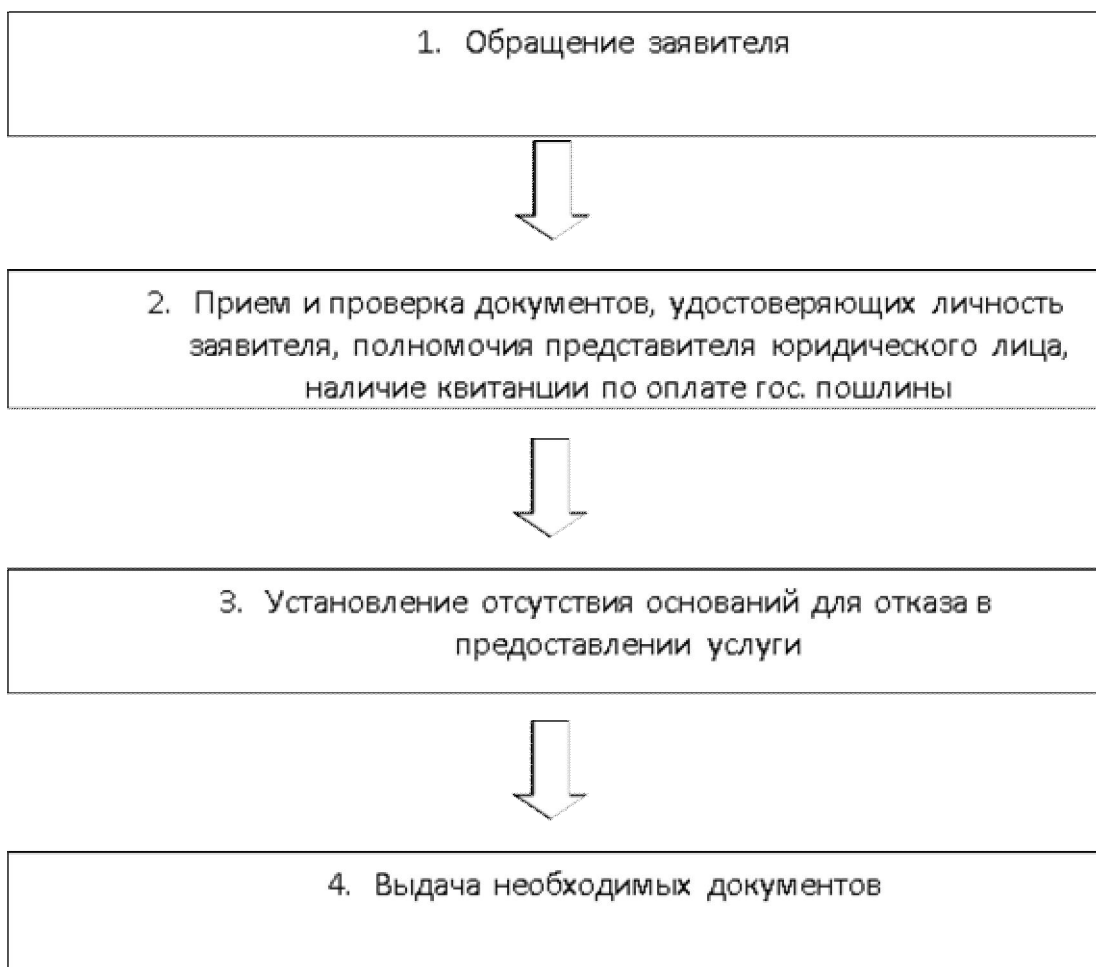 1. Обращение заявителя
2. Прием и проверка документов, удостоверяющих личность
заявителя, полномочия представителя юридического лица,
наличие квитанции по оплате гос. пошлины
3. Установление отсутствия оснований для отказа в
предоставлении услуги
4. Выдача необходимых документов